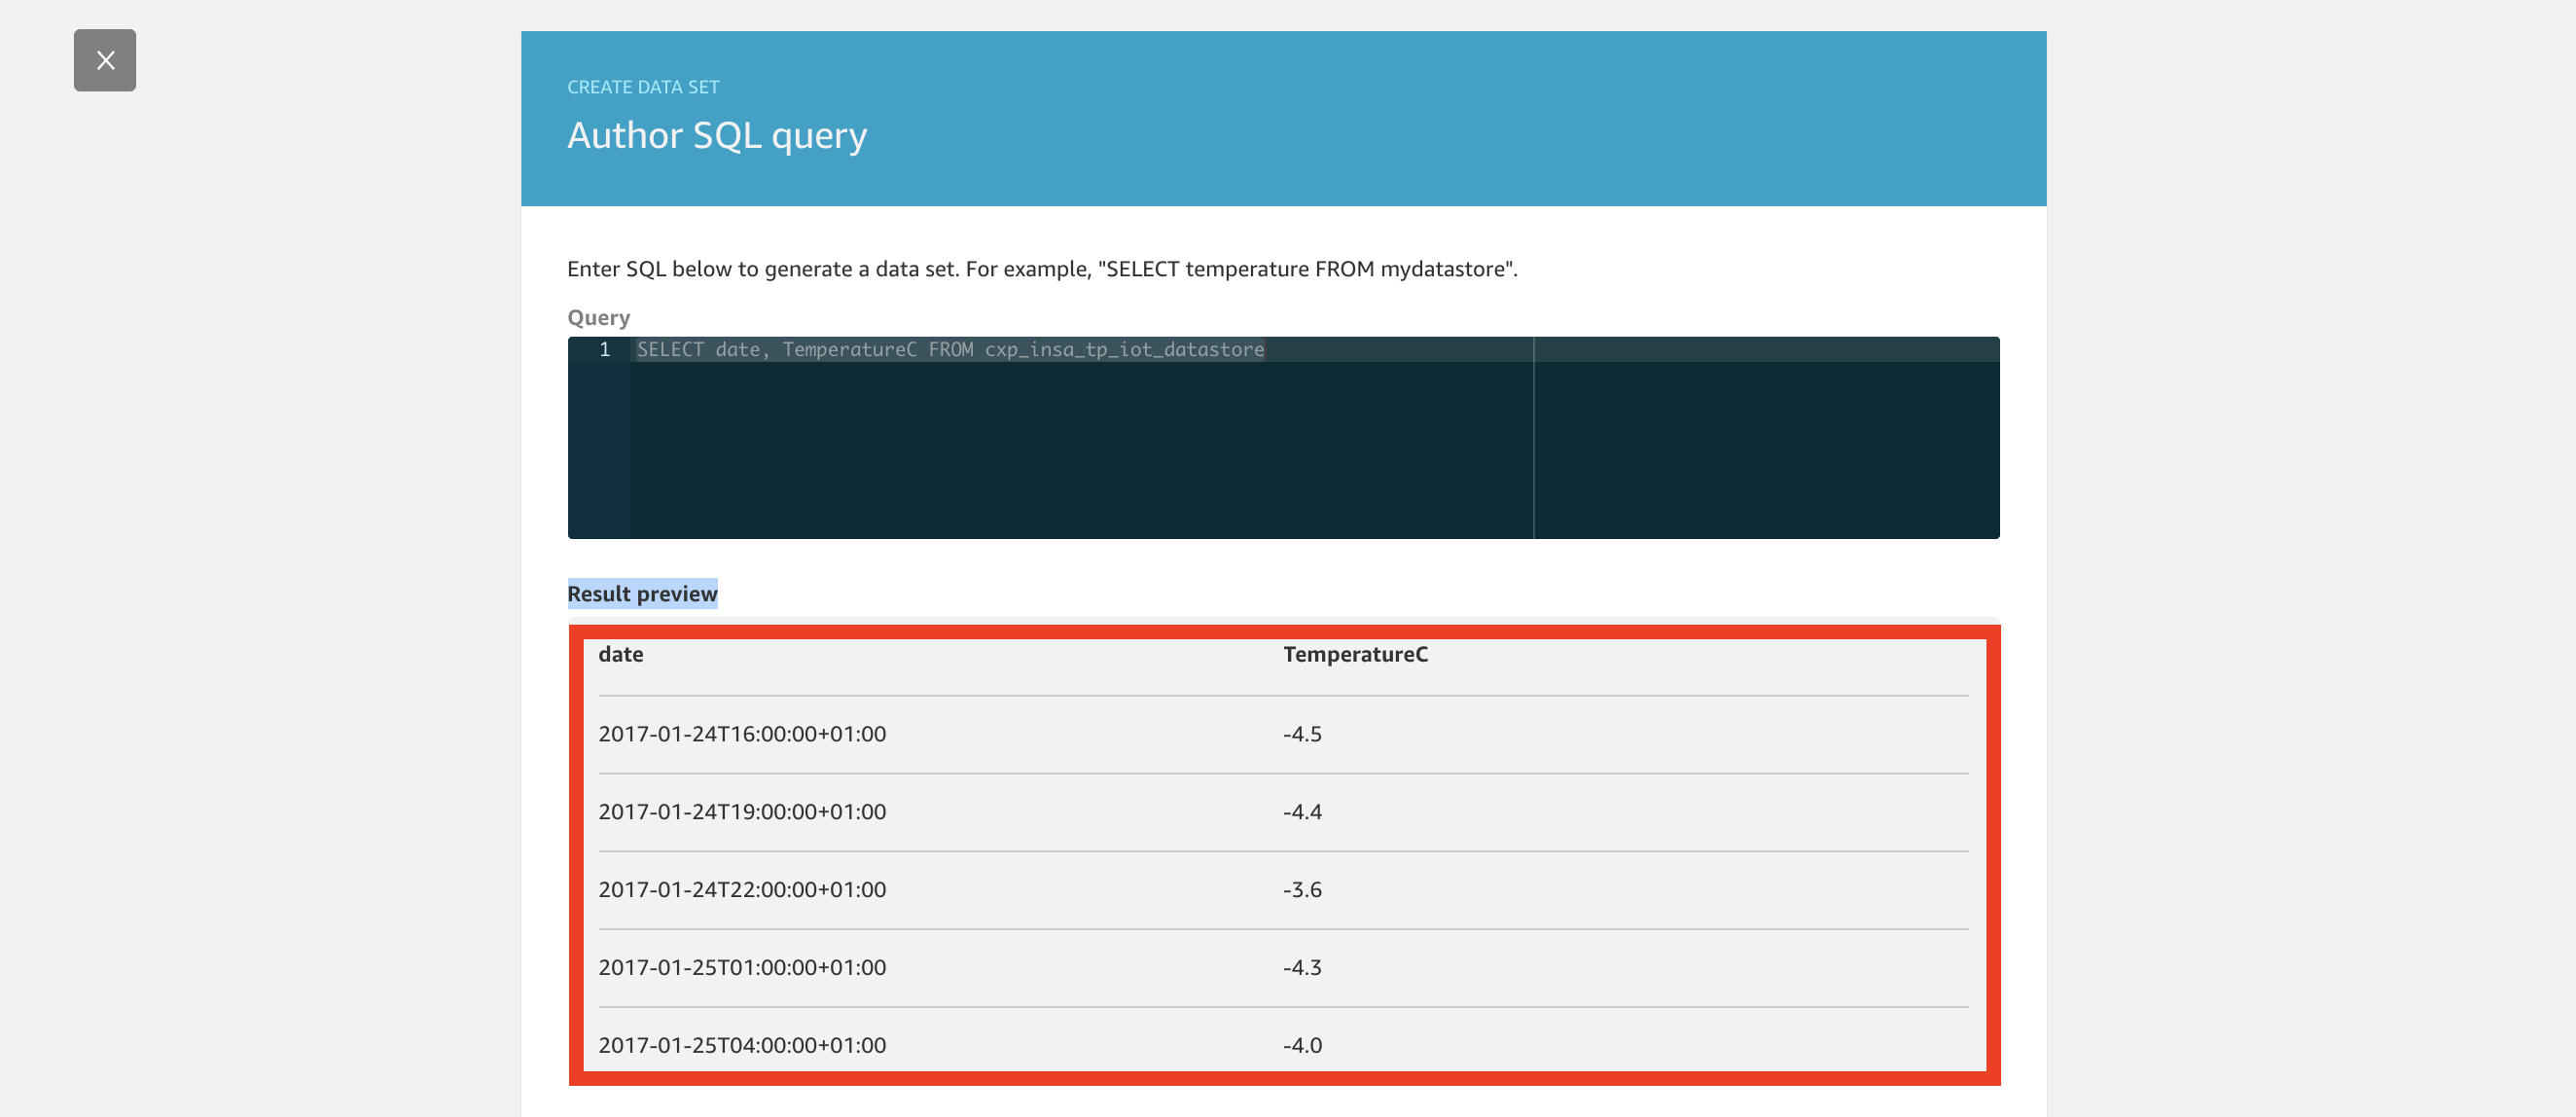 CREATE DATA SET
Author SQL query
Enter SQL below to generate a data set. For example, "SELECT temperature FROM mydatastore".
Query
1 SELECT date, TemperatureC FROM cxp_insa_tp_iot_datastore
Result preview
date TemperatureC
2017-01-24T16:00:00+01:00 -4.5
2017-01-24T19:00:00+01:00 -4.4
2017-01-24T22:00:00+01:00 -3.6
2017-01-25T01:00:00+01:00 -4.3
2017-01-25T04:00:00+01:00 -4.0